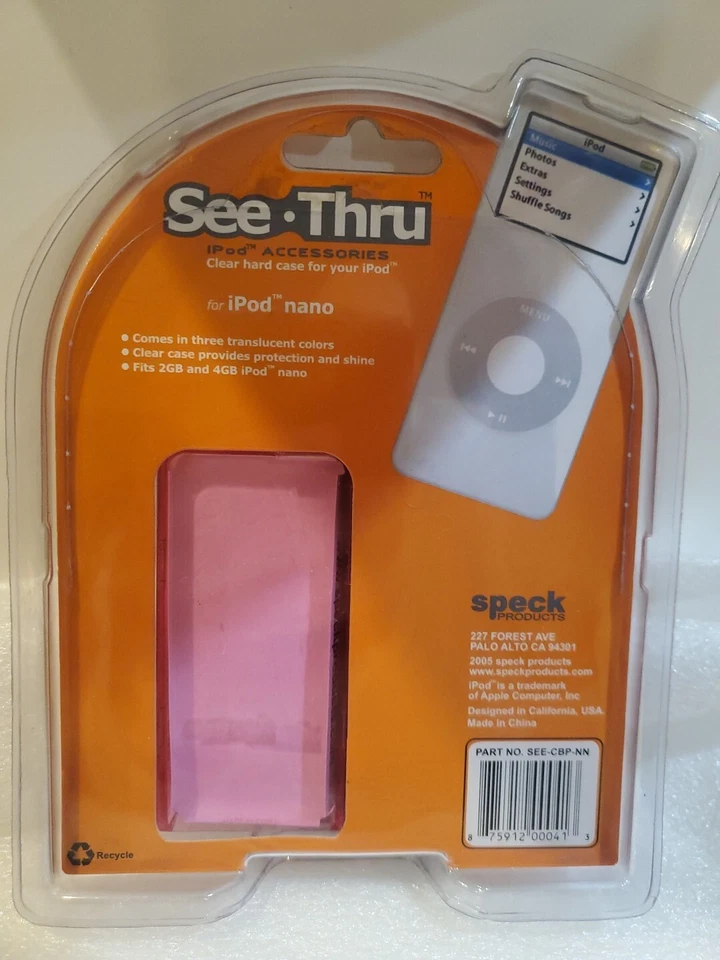 See•Thru™
iPod™ ACCESSORIES
Clear hard case for your iPod™
for iPod™ nano
• Comes in three translucent colors
• Clear case provides protection and shine
• Fits 2GB and 4GB iPod™ nano
iPod
Music >
Photos
Extras >
Settings >
Shuffle Songs >
MENU
speck
PRODUCTS
227 FOREST AVE
PALO ALTO CA 94301
2005 speck products
www.speckproducts.com
iPod™ is a trademark
of Apple Computer, Inc
Designed in California, USA.
Made in China
PART NO. SEE-CBP-NN
8 75912 00041 3
Recycle